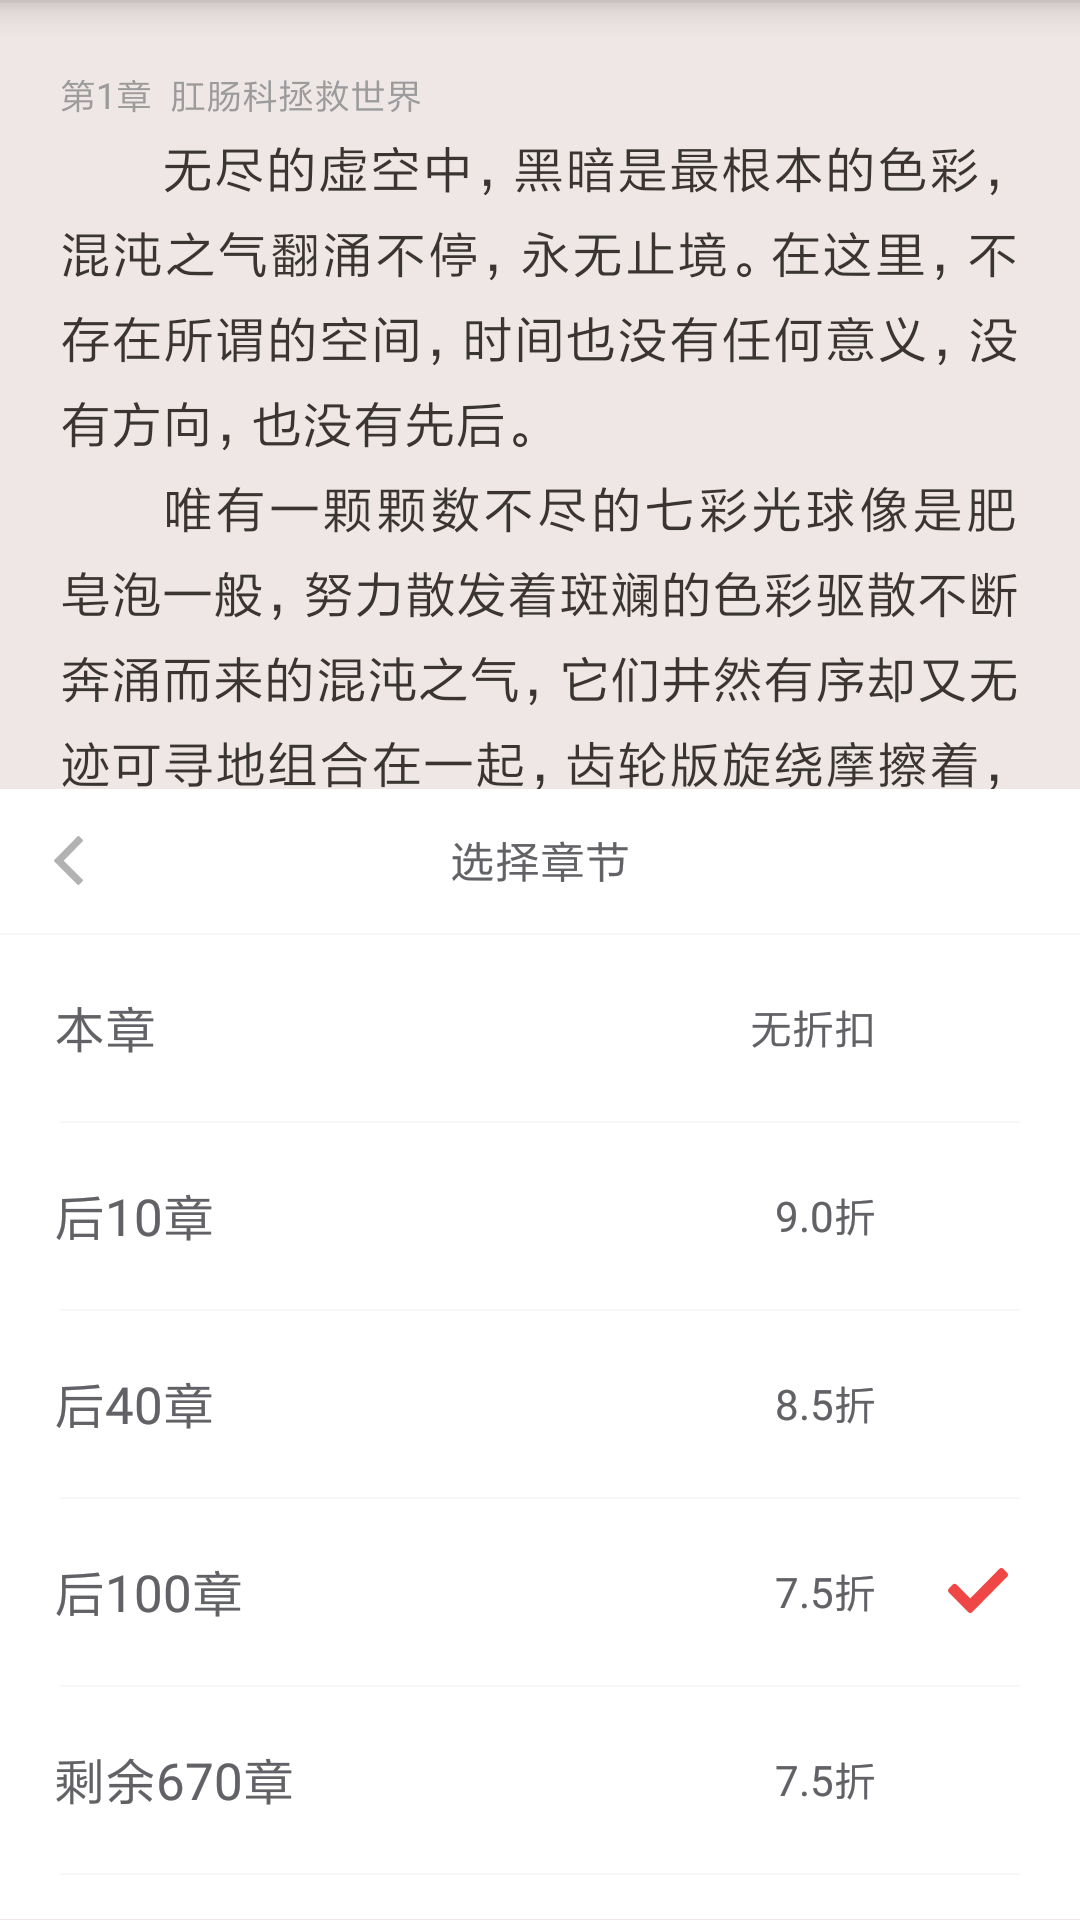 第1章 肛肠科拯救世界
无尽的虚空中，黑暗是最根本的色彩，
混沌之气翻涌不停，永无止境。在这里，不
存在所谓的空间，时间也没有任何意义，没
有方向，也没有先后。
唯有一颗颗数不尽的七彩光球像是肥
皂泡一般，努力散发着斑斓的色彩驱散不断
奔涌而来的混沌之气，它们井然有序却又无
迹可寻地组合在一起，齿轮版旋绕摩擦着，
选择章节
本章 无折扣
后10章 9.0折
后40章 8.5折
后100章 7.5折
剩余670章 7.5折